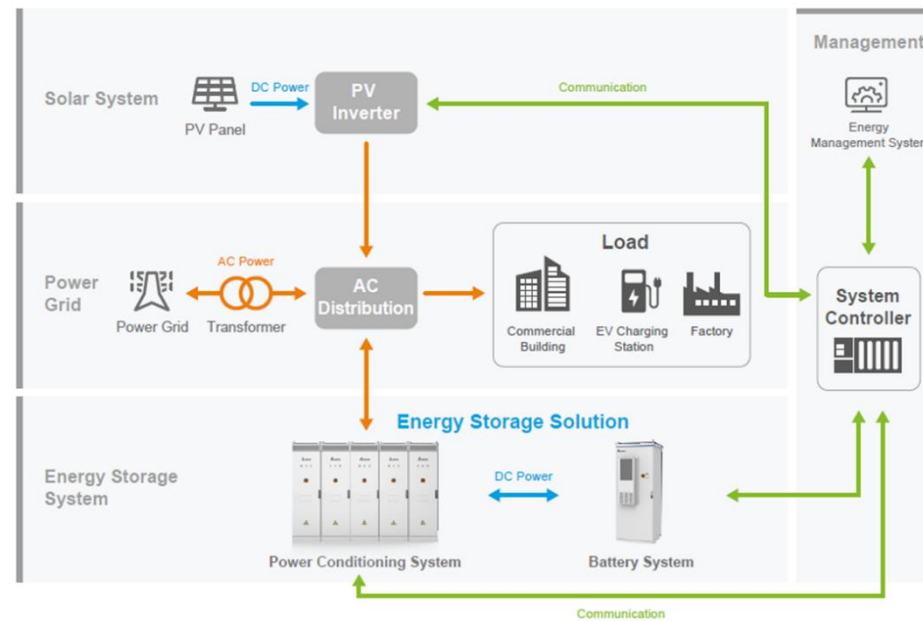 Management
Solar System
DC Power
PV
Inverter
PV Panel
Communication
Energy
Management System
Power
Grid
AC Power
Power Grid
Transformer
AC
Distribution
Load
Commercial
Building
EV Charging
Station
Factory
System
Controller
Energy Storage Solution
Energy Storage
System
DC Power
Power Conditioning System
Battery System
Communication